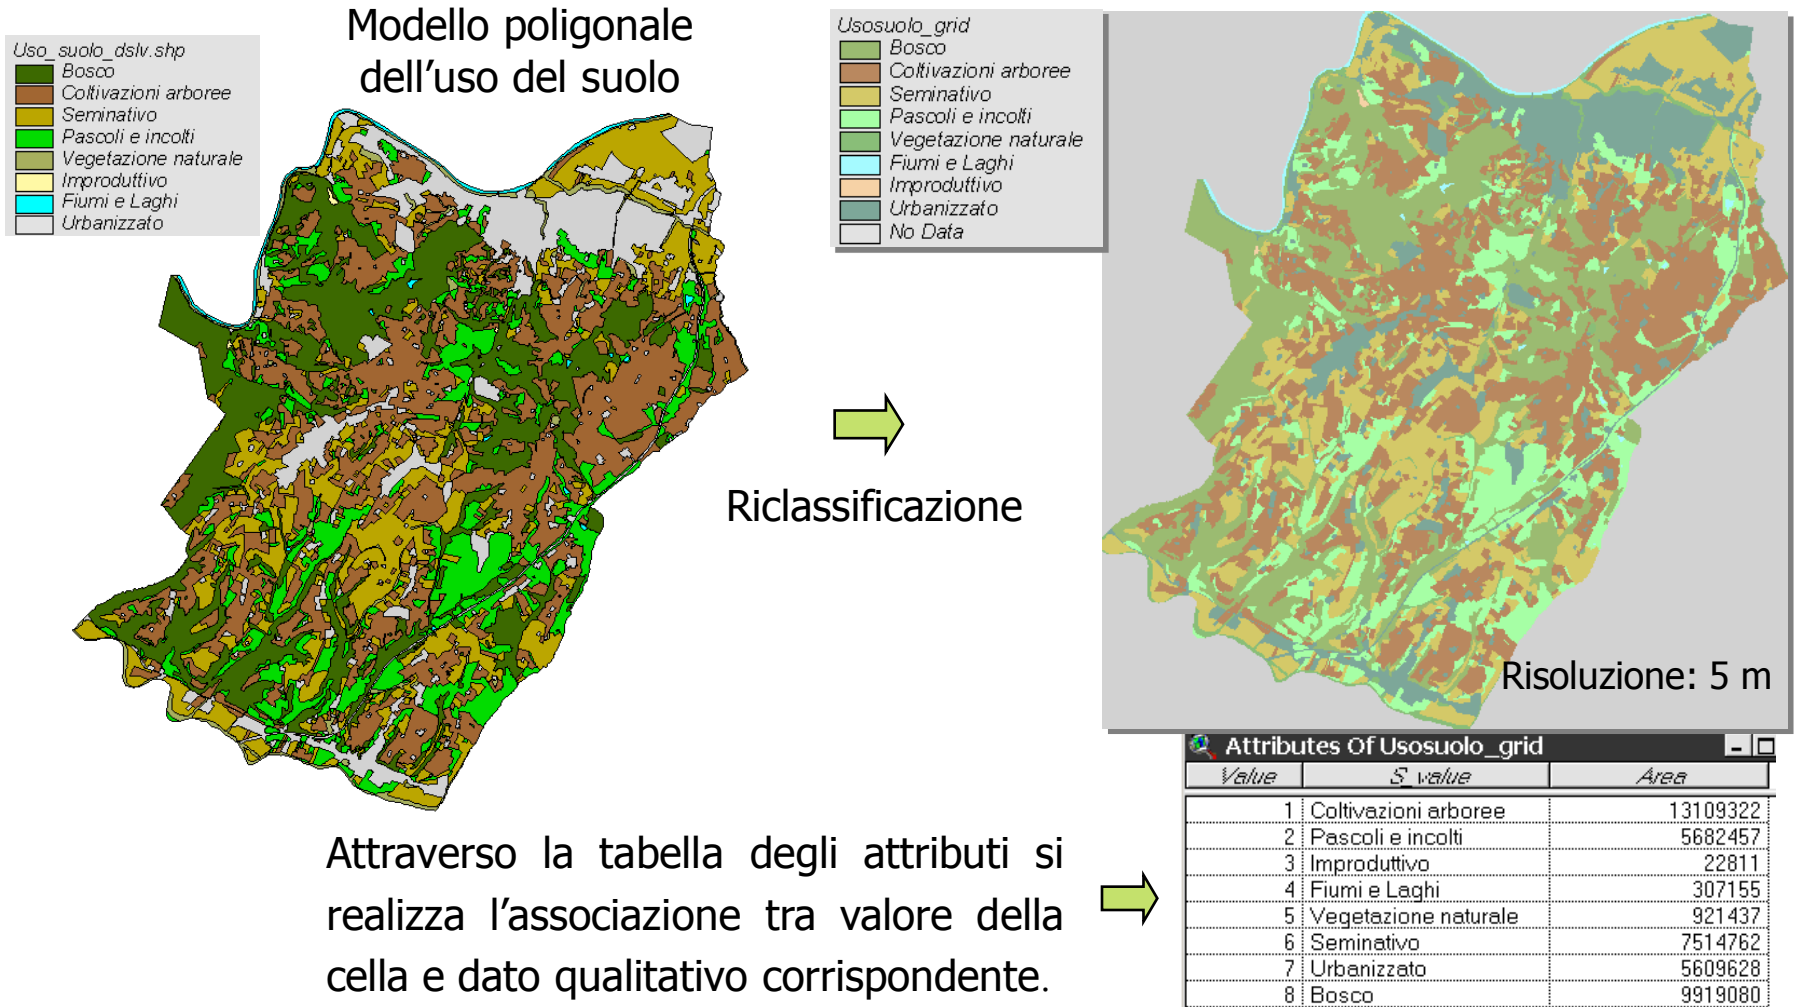 Modello poligonale
dell’uso del suolo
Uso_suolo_dslv.shp
Bosco
Coltivazioni arboree
Seminativo
Pascoli e incolti
Vegetazione naturale
Improduttivo
Fiumi e Laghi
Urbanizzato
Usosuolo_grid
Bosco
Coltivazioni arboree
Seminativo
Pascoli e incolti
Vegetazione naturale
Fiumi e Laghi
Improduttivo
Urbanizzato
No Data
Riclassificazione
Risoluzione: 5 m
Attributes Of Usosuolo_grid
Value S_value Area
1 Coltivazioni arboree 13109322
2 Pascoli e incolti 5682457
3 Improduttivo 22811
4 Fiumi e Laghi 307155
5 Vegetazione naturale 921437
6 Seminativo 7514762
7 Urbanizzato 5609628
8 Bosco 9919080
Attraverso la tabella degli attributi si
realizza l’associazione tra valore della
cella e dato qualitativo corrispondente.